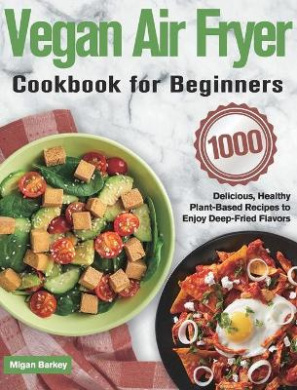 Vegan Air Fryer
Cookbook for Beginners
1000
Delicious, Healthy
Plant-Based Recipes to
Enjoy Deep-Fried Flavors
Migan Barkey